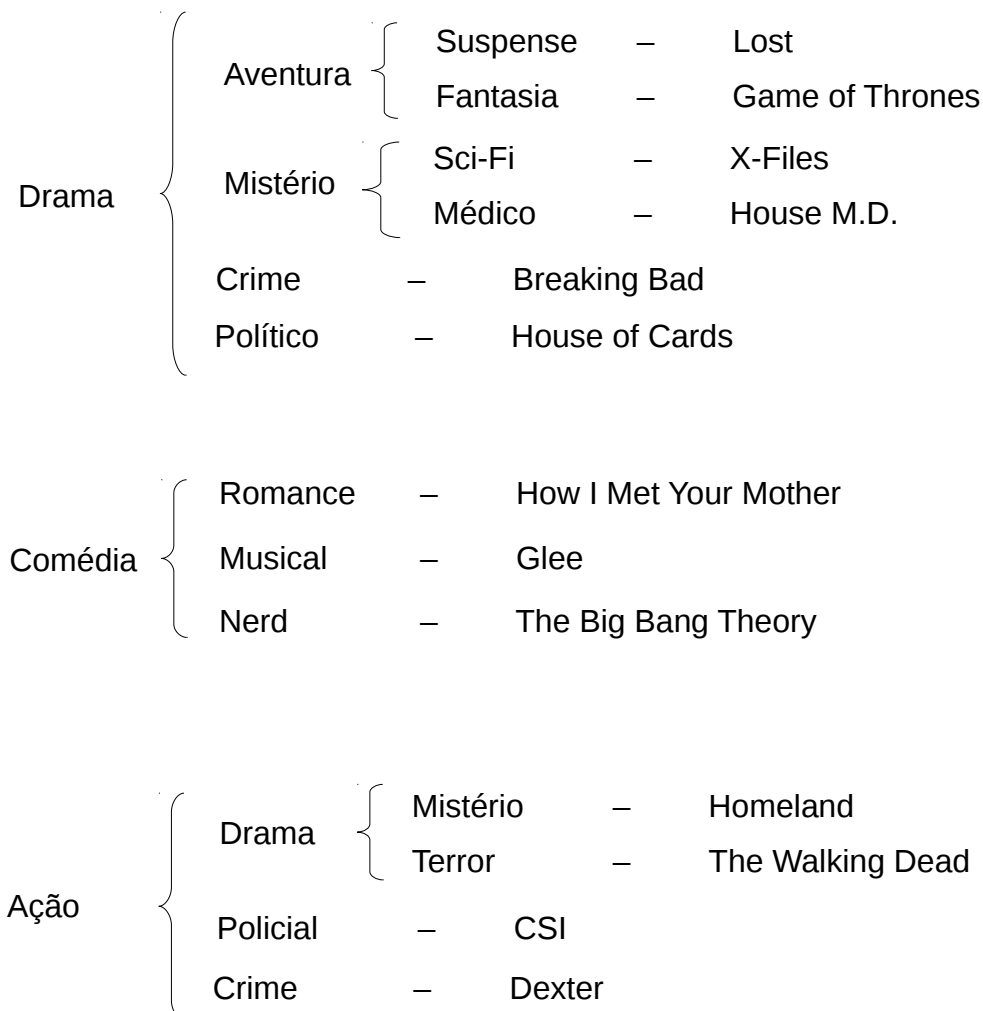 Suspense – Lost
Aventura
Fantasia – Game of Thrones
Sci-Fi – X-Files
Mistério
Drama
Médico – House M.D.
Crime – Breaking Bad
Político – House of Cards
Romance – How I Met Your Mother
Comédia
Musical – Glee
Nerd – The Big Bang Theory
Mistério – Homeland
Drama
Terror – The Walking Dead
Ação
Policial – CSI
Crime – Dexter